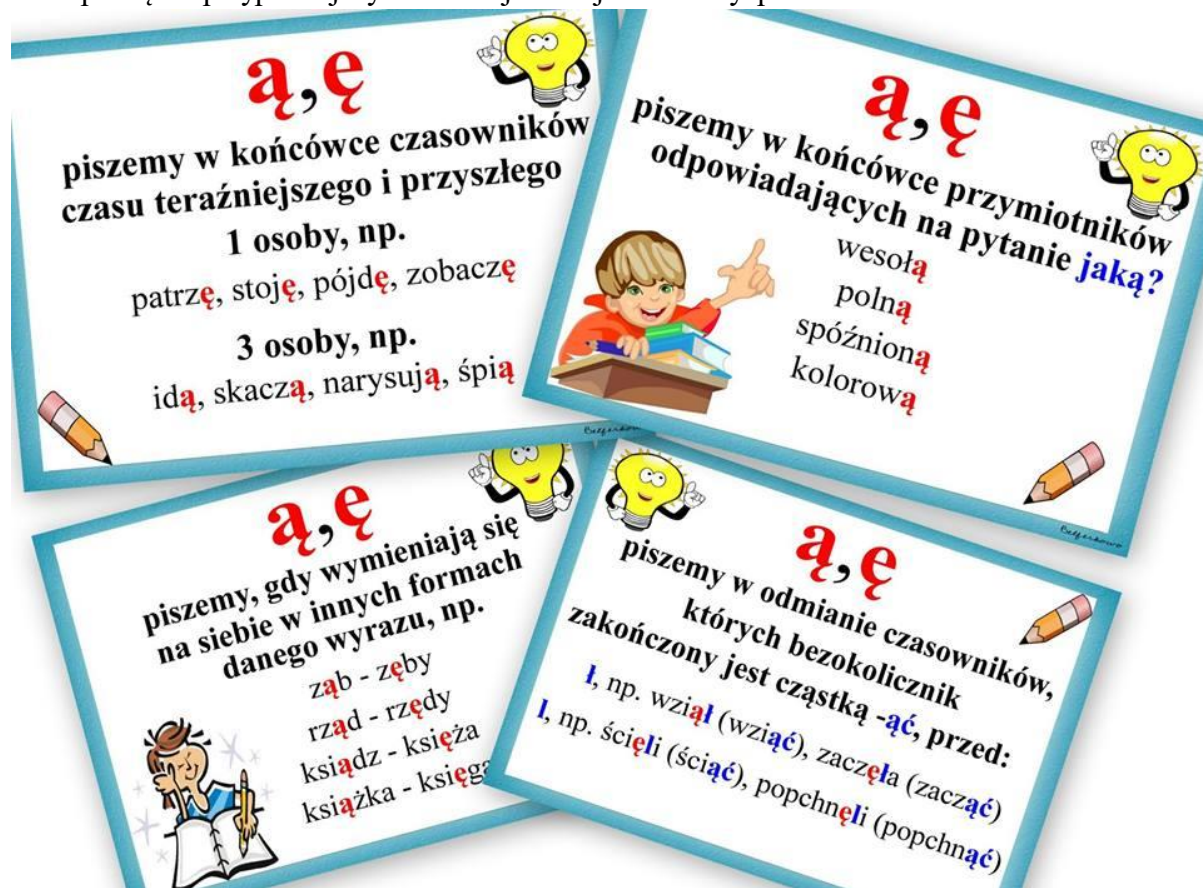 ą,ę
piszemy w końcówce czasowników
czasu teraźniejszego i przyszłego
1 osoby, np.
patrzę, stoję, pójdę, zobaczę
3 osoby, np.
idą, skaczą, narysują, śpią
ą,ę
piszemy w końcówce przymiotników
odpowiadających na pytanie jaką?
wesołą
polną
spóźnioną
kolorową
ą,ę
piszemy, gdy wymieniają się
na siebie w innych formach
danego wyrazu, np.
ząb - zęby
rząd - rzędy
ksiądz - księża
książka - księga
ą,ę
piszemy w odmianie czasowników,
których bezokolicznik
zakończony jest cząstką -ąć, przed:
ł, np. wziął (wziąć), zaczęła (zacząć)
l, np. ścięli (ściąć), popchnęli (popchnąć)